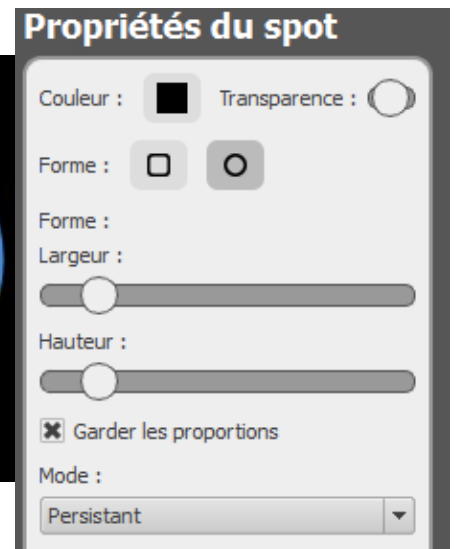 Propriétés du spot
Couleur : Transparence :
Forme :
Forme :
Largeur :
Hauteur :
Garder les proportions
Mode :
Persistant